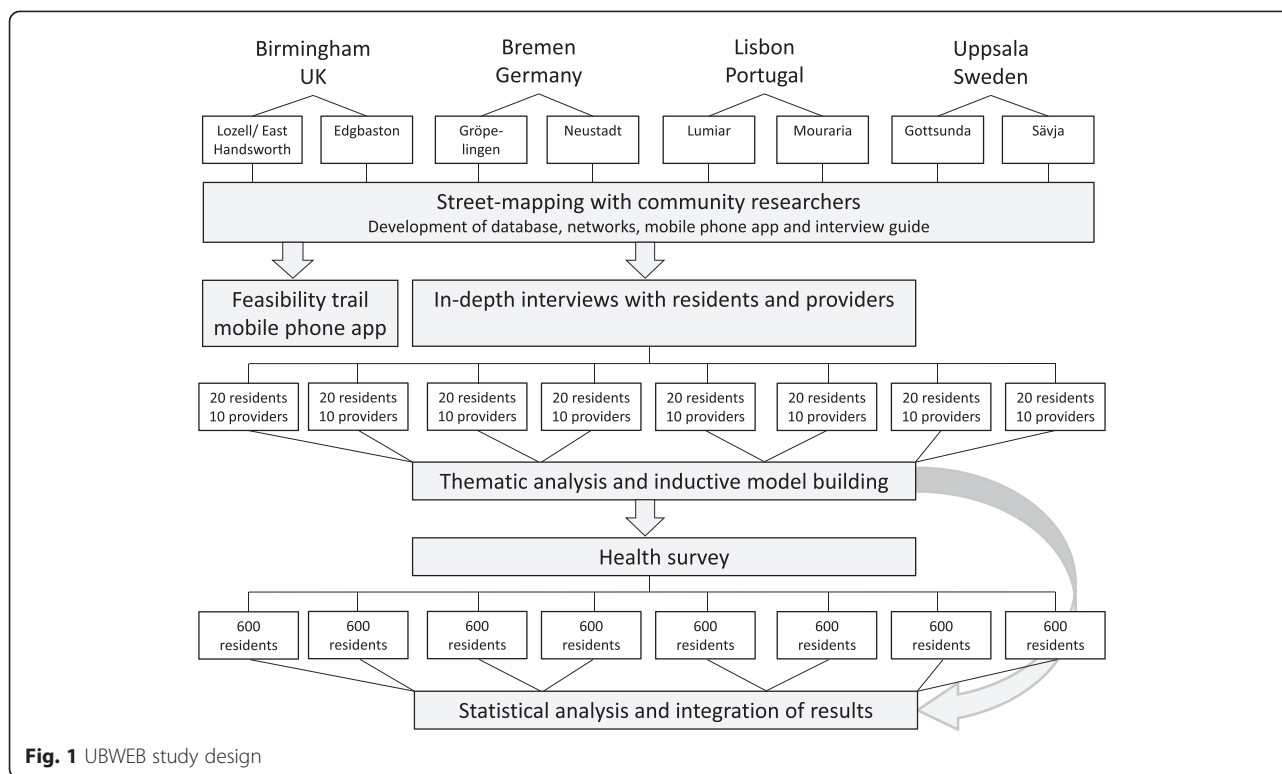 Birmingham
UK
Bremen
Germany
Lisbon
Portugal
Uppsala
Sweden
Lozell/ East
Handsworth
Edgbaston
Gröpe-
lingen
Neustadt
Lumiar
Mouraria
Gottsunda
Sävja
Street-mapping with community researchers
Development of database, networks, mobile phone app and interview guide
Feasibility trail
mobile phone app
In-depth interviews with residents and providers
20 residents
10 providers
20 residents
10 providers
20 residents
10 providers
20 residents
10 providers
20 residents
10 providers
20 residents
10 providers
20 residents
10 providers
20 residents
10 providers
Thematic analysis and inductive model building
Health survey
600
residents
600
residents
600
residents
600
residents
600
residents
600
residents
600
residents
600
residents
Statistical analysis and integration of results
Fig. 1 UBWEB study design